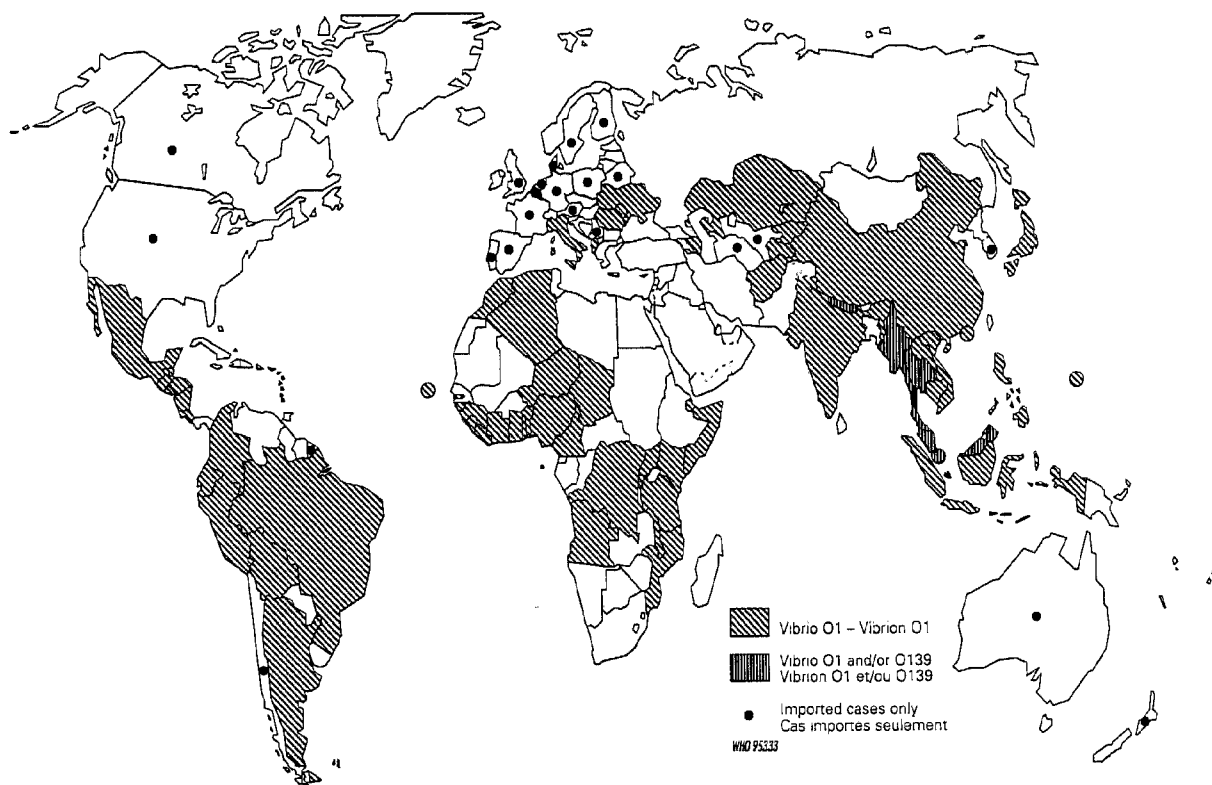 Vibrio O1 – Vibrion O1
Vibrio O1 and/or O139
Vibrion O1 et/ou O139
Imported cases only
Cas importés seulement
WHO 95333